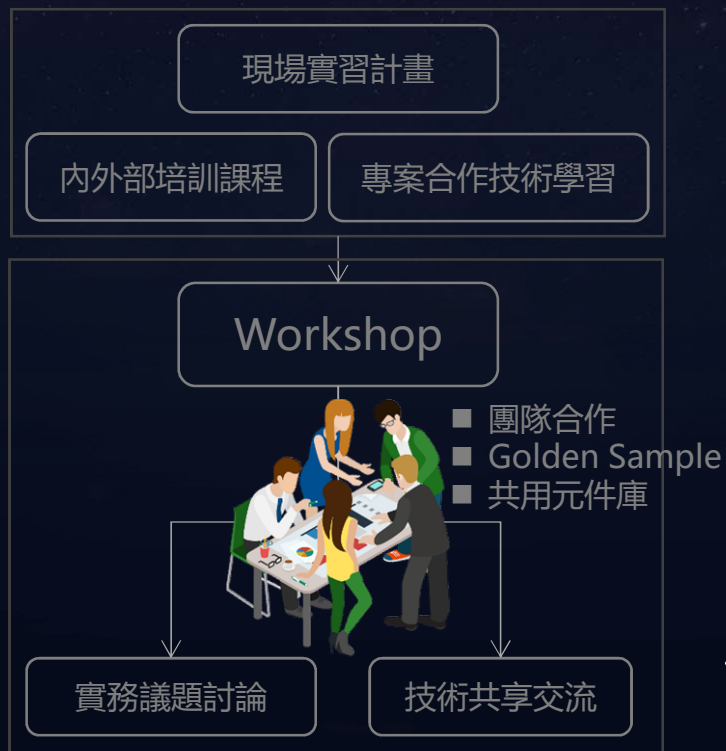 現場實習計畫
內外部培訓課程
專案合作技術學習
Workshop
■ 團隊合作
■ Golden Sample
■ 共用元件庫
實務議題討論
技術共享交流